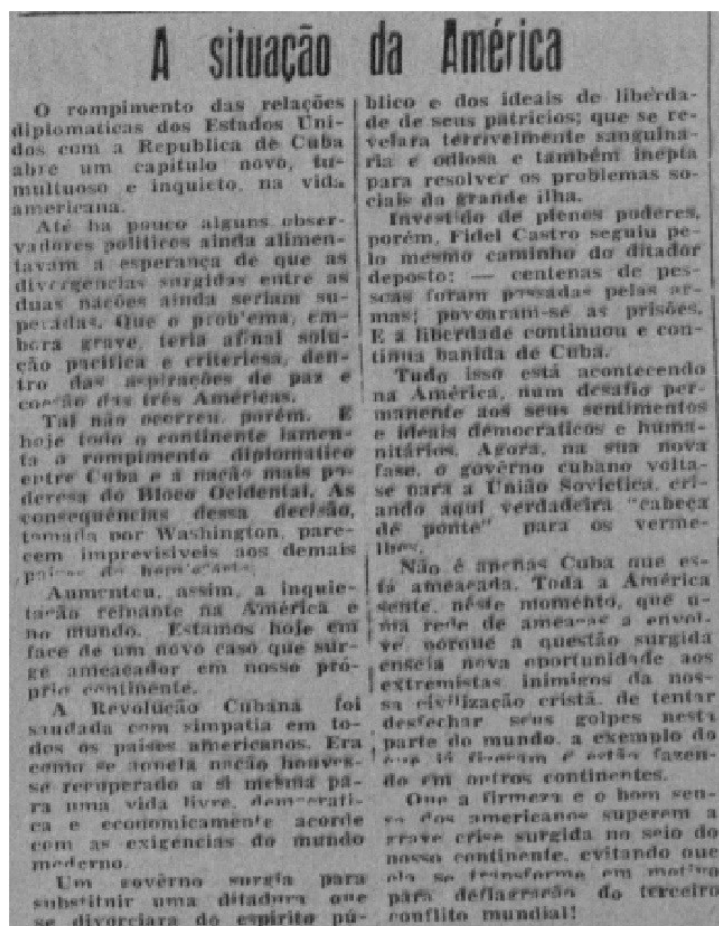 A situação da América
O rompimento das relações
diplomaticas dos Estados Uni-
dos com a Republica de Cuba
abre um capitulo novo, tu-
multuoso e inquieto, na vida
americana.
Até ha pouco alguns obser-
vadores politicos ainda alimen-
tavam a esperança de que as
divergências surgidas entre as
duas nações ainda seriam su-
peradas. Que o prob'ema, em-
bora grave, teria afinal solu-
ção pacifica e criteriosa, den-
tro das aspirações de paz e
coesão das três Américas.
Tal não ocorreu, porém. E
hoje todo o continente lamen-
ta o rompimento diplomatico
entre Cuba e a nação mais po-
derosa do Bloco Ocidental. As
consequências dessa decisão,
tomada por Washington, pare-
cem imprevisiveis aos demais
paises do
Aumentou, assim, a inquie-
tação reinante na América e
no mundo. Estamos hoje em
face de um novo caso que sur-
ge ameaçador em nosso pró-
prio continente.
A Revolução Cubana foi
saudada com simpatia em to-
dos os paises americanos. Era
como se aquela nação houves-
se recuperado a si mesma pa-
ra uma vida livre, democrati-
ca e economicamente acorde
com as exigências do mundo
moderno.
Um govêrno surgia para
substituir uma ditadura que
se divorciara do espirito pú-
blico e dos ideais de liberda-
de de seus patricios; que se re-
velara terrivelmente sanguina-
ria e odiosa e também inepta
para resolver os problemas so-
ciais da grande ilha.
Investido de plenos poderes,
porém, Fidel Castro seguiu pe-
lo mesmo caminho do ditador
deposto; — centenas de pes-
soas foram passadas pelas ar-
mas; povoaram-se as prisões.
E a liberdade continuou e con-
tinua banida de Cuba.
Tudo isso está acontecendo
na América, num desafio per-
manente aos seus sentimentos
e ideais democraticos e huma-
nitários. Agora, na sua nova
fase, o govêrno cubano volta-
se para a União Sovietica, cri-
ando aqui verdadeira "cabeça
de ponte" para os verme-
lhos.
Não é apenas Cuba que es-
tá ameaçada. Toda a América
sente, nêste momento, que u-
ma rede de ameaças a envol-
ve, porque a questão surgida
enseja nova oportunidade aos
extremistas, inimigos da nos-
sa civilização cristã, de tentar
desfechar seus golpes nesta
parte do mundo, a exemplo do
que já fizeram e estão fazen-
do em outros continentes.
Que a firmeza e o bom sen-
so dos americanos superem a
grave crise surgida no seio do
nosso continente, evitando que
ela se transforme em motivo
para deflagração do terceiro
conflito mundial!